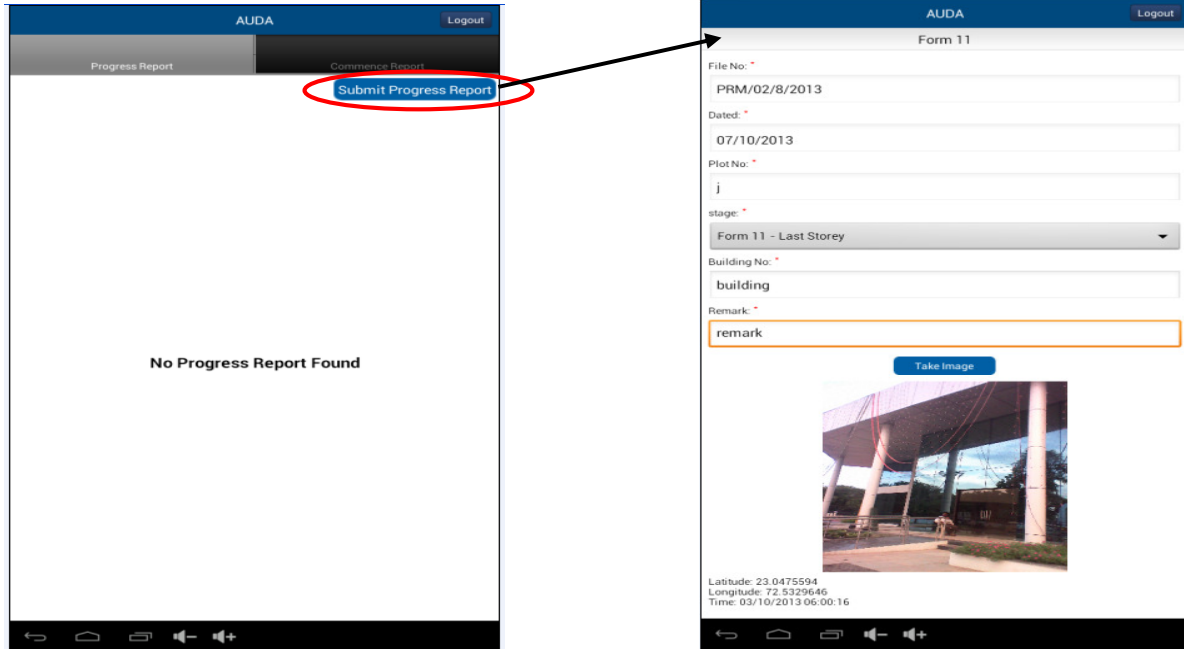 AUDA
Logout
Progress Report
Commence Report
Submit Progress Report
No Progress Report Found
AUDA
Logout
Form 11
File No: *
PRM/02/8/2013
Dated: *
07/10/2013
Plot No: *
j
stage: *
Form 11 - Last Storey
Building No: *
building
Remark: *
remark
Take Image
Latitude: 23.0475594
Longitude: 72.5329646
Time: 03/10/2013 06:00:16